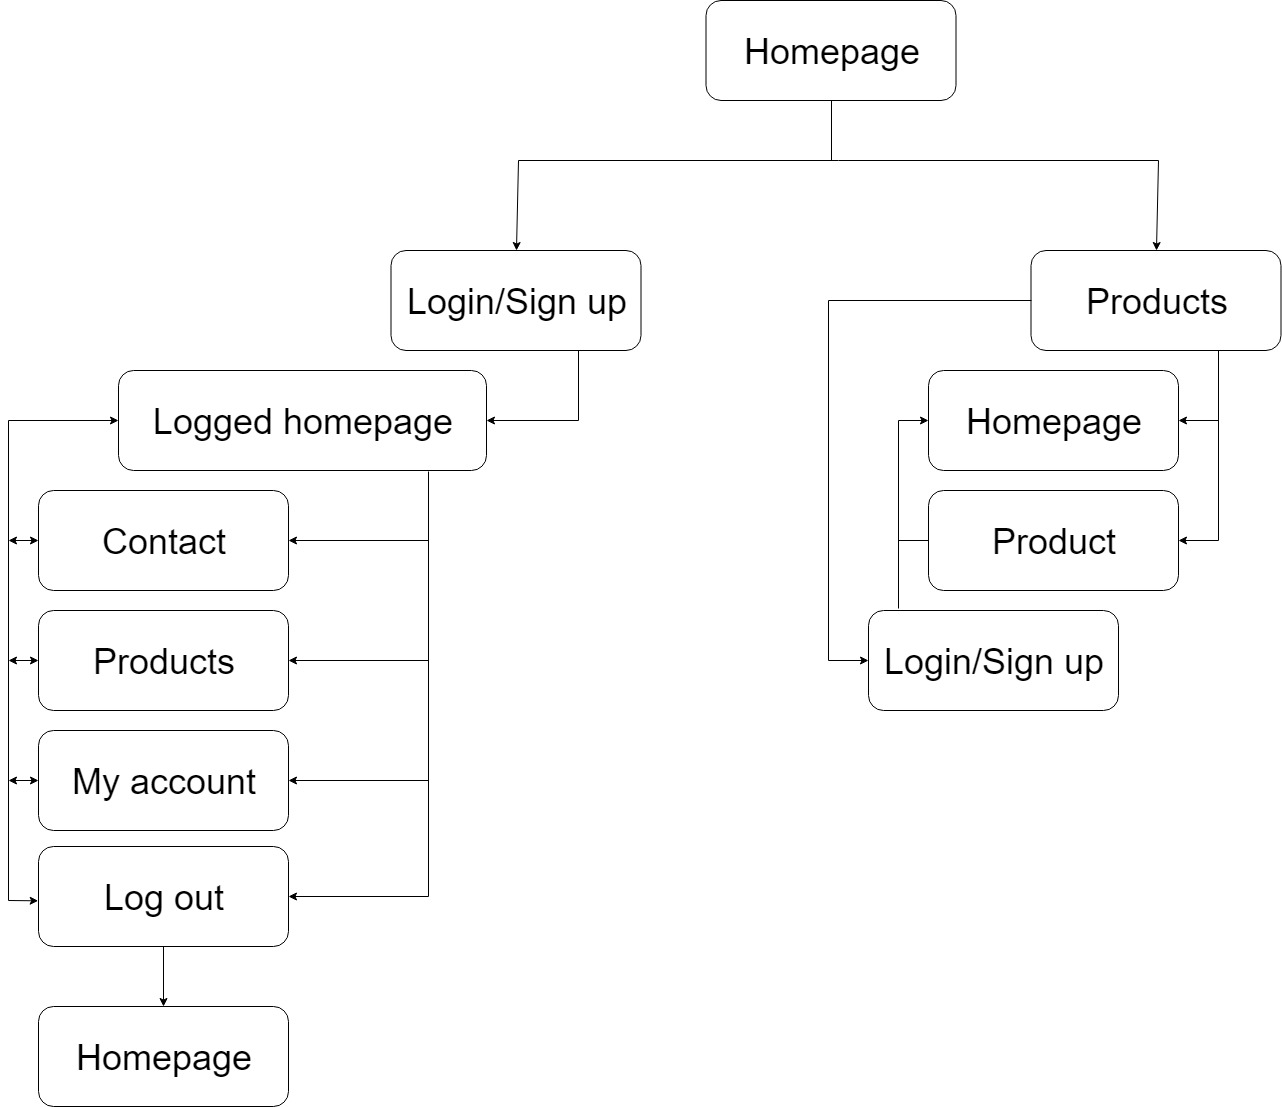 Homepage
Login/Sign up
Products
Logged homepage
Homepage
Contact
Product
Products
Login/Sign up
My account
Log out
Homepage